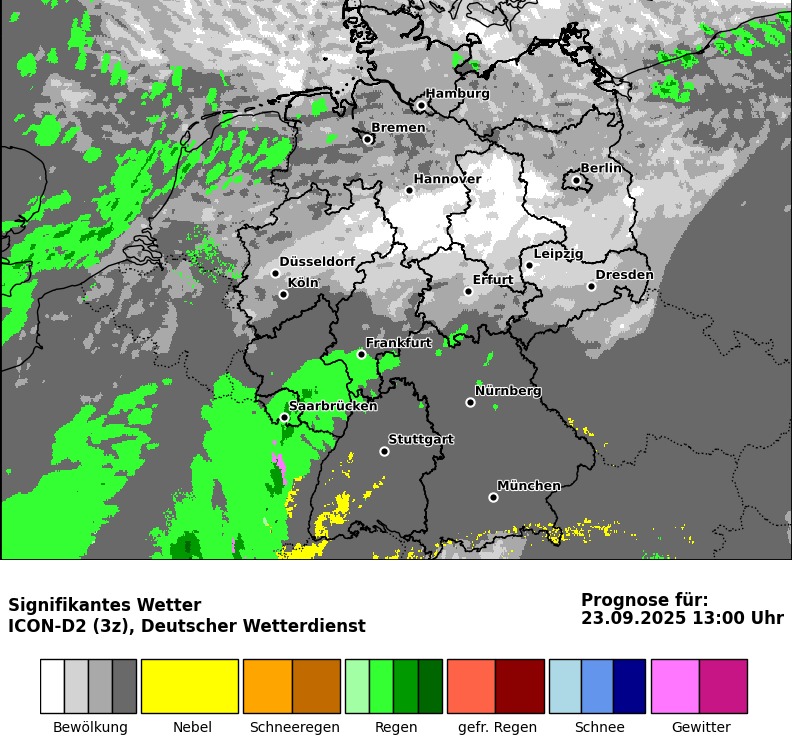 Hamburg
Bremen
Berlin
Hannover
Leipzig
Düsseldorf
Dresden
Köln
Erfurt
Frankfurt
Nürnberg
Saarbrücken
Stuttgart
München
Signifikantes Wetter
ICON-D2 (3z), Deutscher Wetterdienst
Prognose für:
23.09.2025 13:00 Uhr
Bewölkung Nebel Schneeregen Regen gefr. Regen Schnee Gewitter